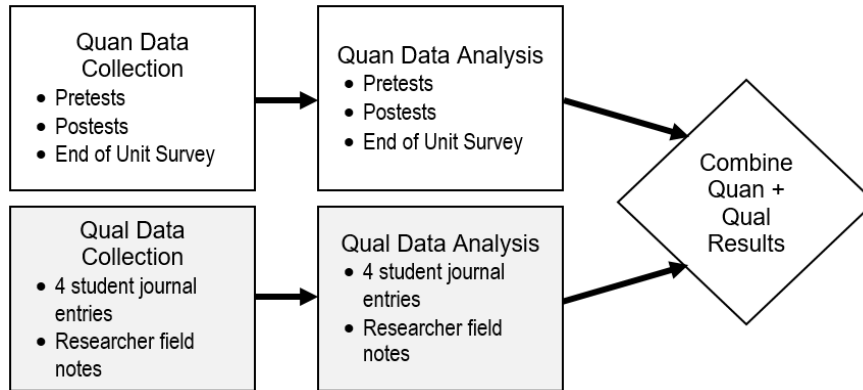 Quan Data
Collection
• Pretests
• Postests
• End of Unit Survey
Quan Data Analysis
• Pretests
• Postests
• End of Unit Survey
Qual Data
Collection
• 4 student journal
entries
• Researcher field
notes
Qual Data Analysis
• 4 student journal
entries
• Researcher field
notes
Combine
Quan +
Qual
Results